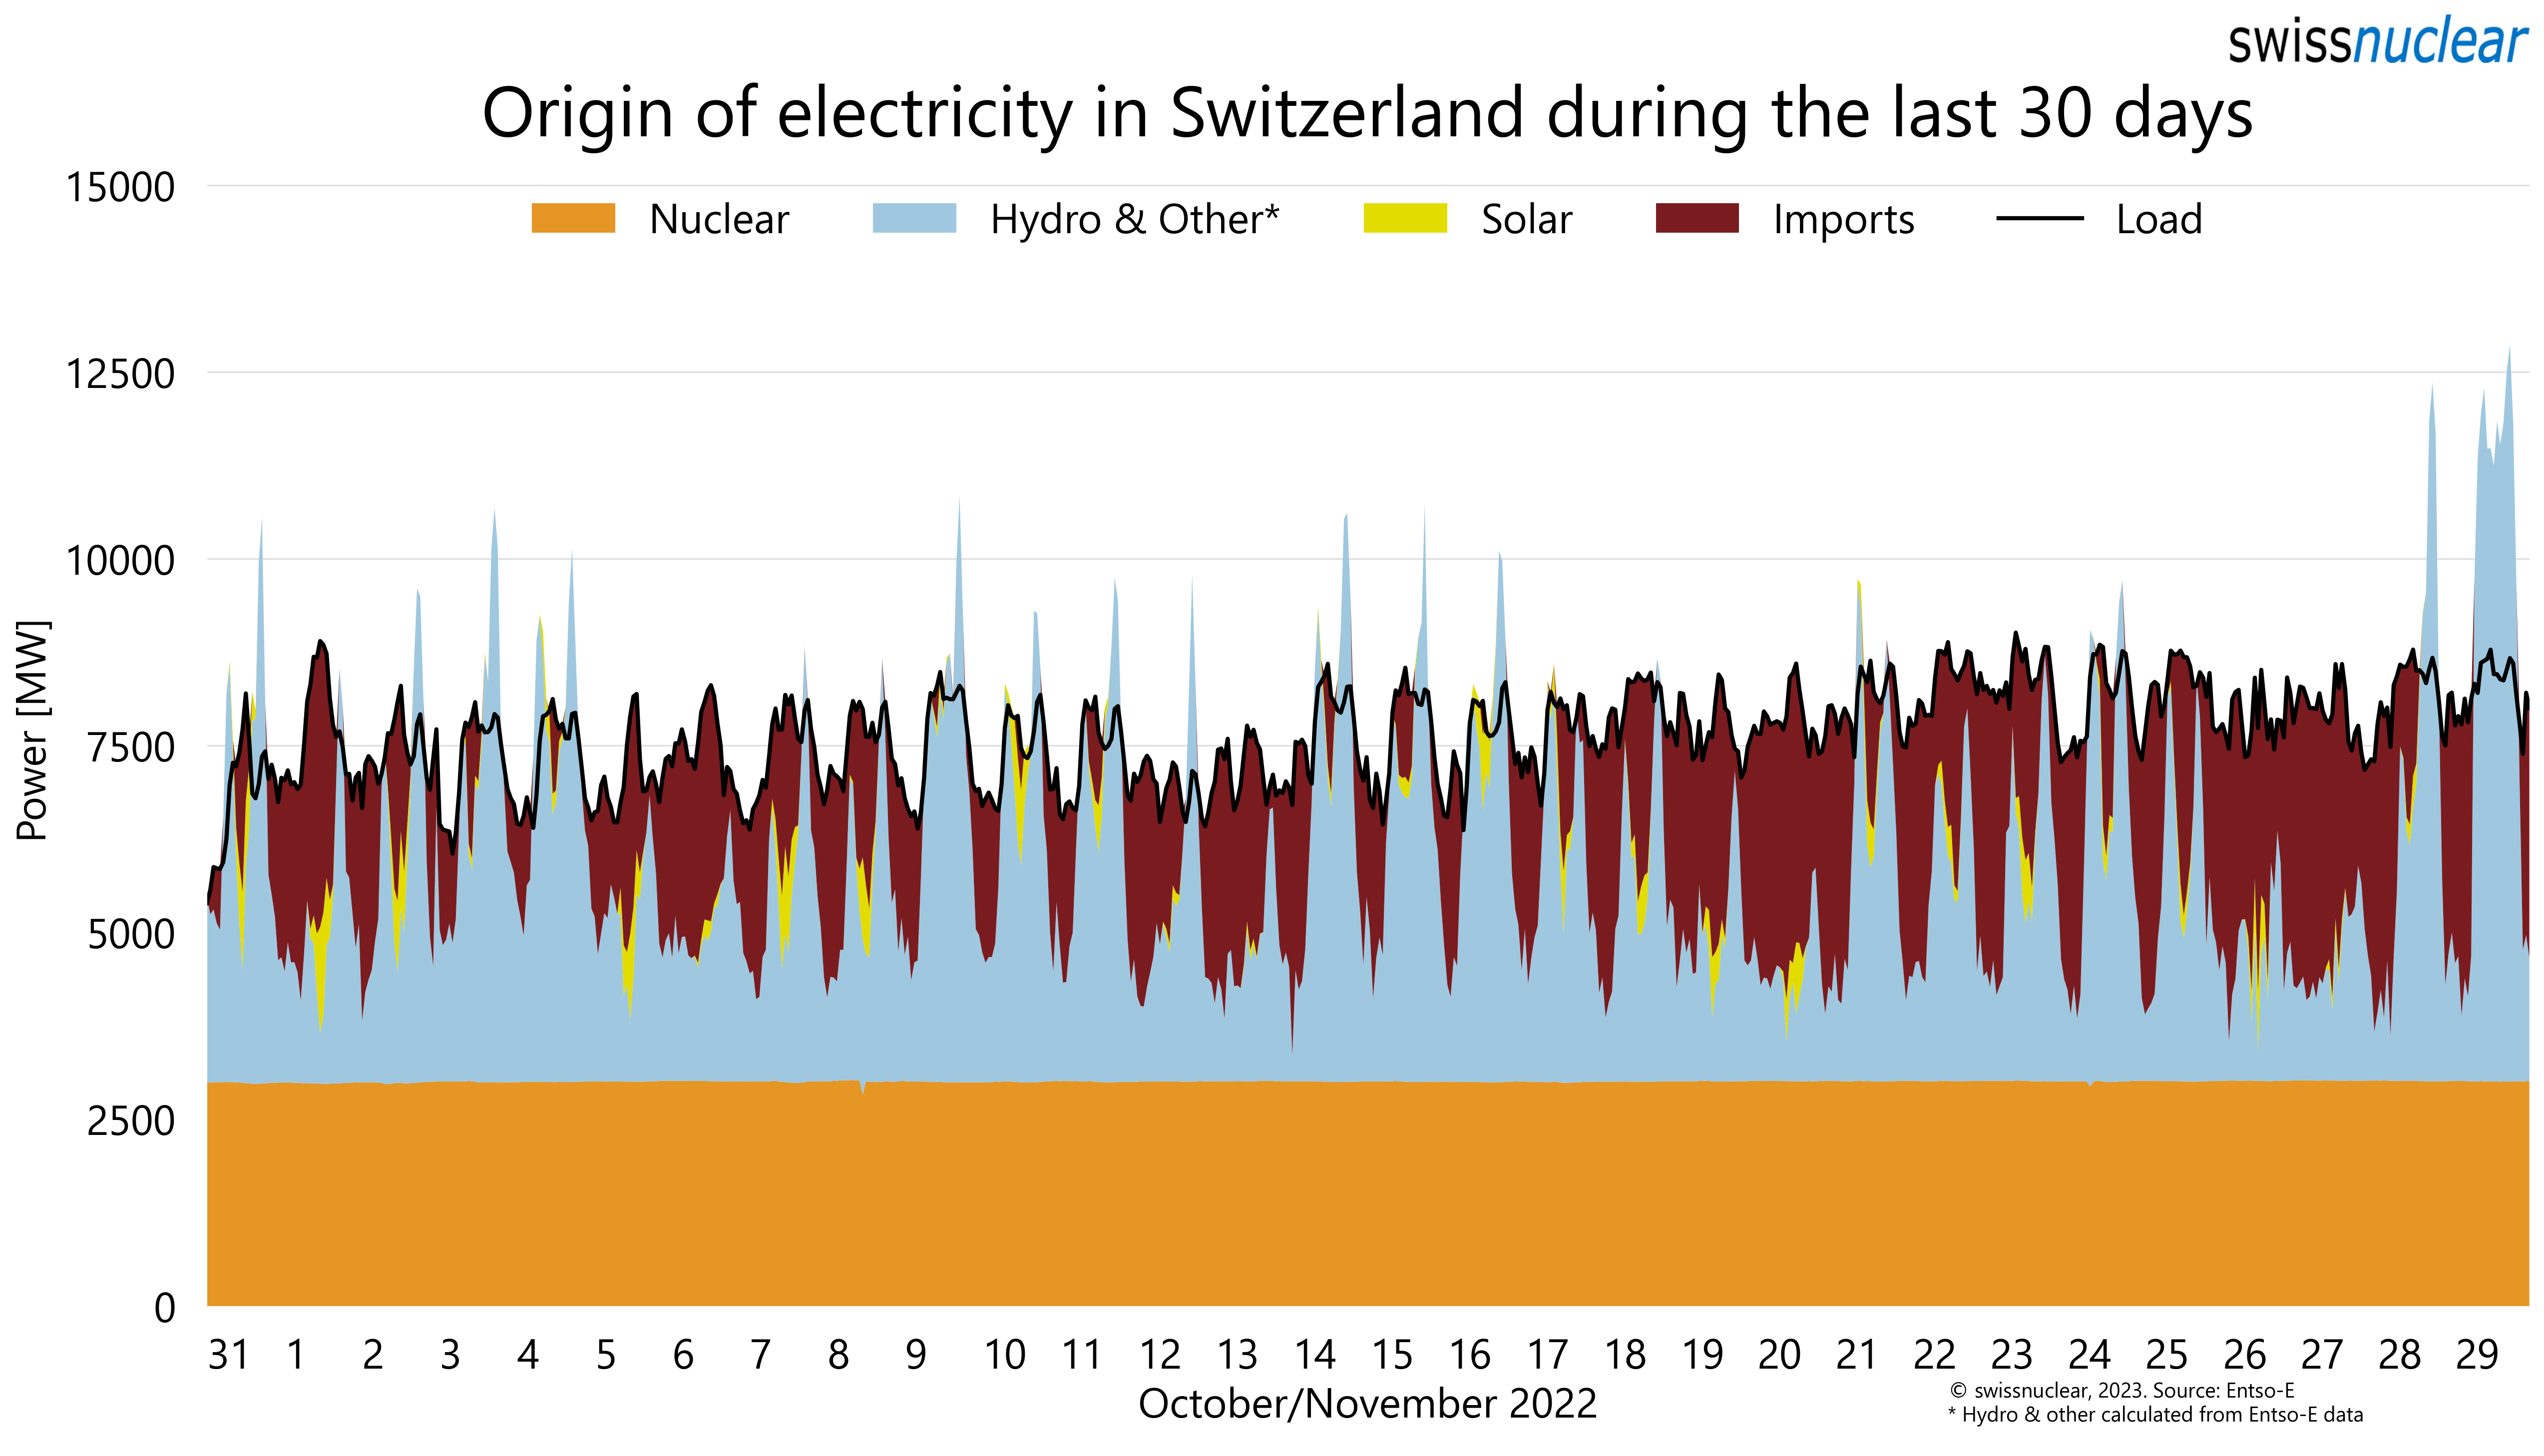 swissnuclear
Origin of electricity in Switzerland during the last 30 days
15000
Nuclear Hydro & Other* Solar Imports Load
12500
10000
7500
5000
2500
0
Power [MW]
31 1 2 3 4 5 6 7 8 9 10 11 12 13 14 15 16 17 18 19 20 21 22 23 24 25 26 27 28 29
October/November 2022
© swissnuclear, 2023. Source: Entso-E
* Hydro & other calculated from Entso-E data